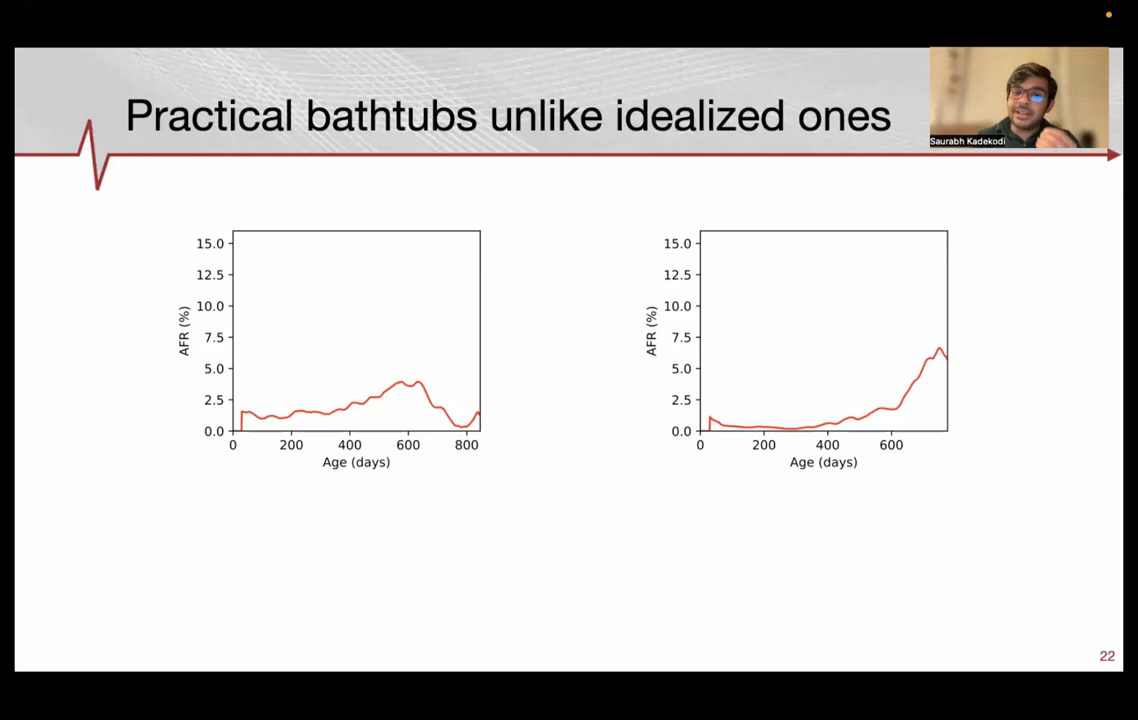 Practical bathtubs unlike idealized ones
Saurabh Kadekodi
15.0
12.5
10.0
7.5
5.0
2.5
0.0
AFR (%)
0 200 400 600 800
Age (days)
15.0
12.5
10.0
7.5
5.0
2.5
0.0
AFR (%)
0 200 400 600
Age (days)
22